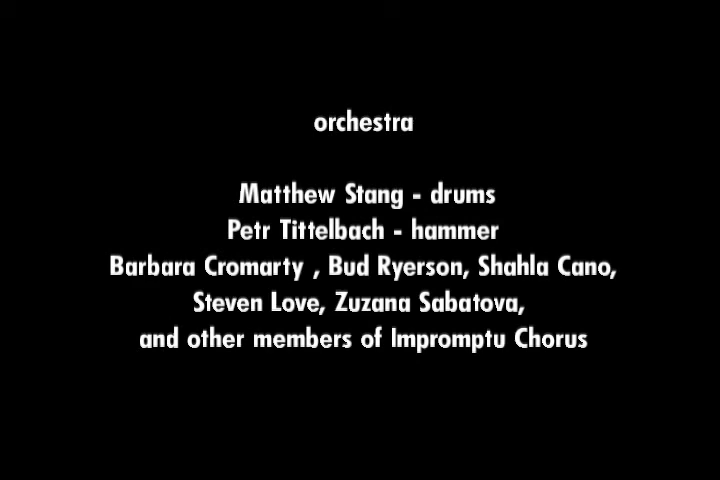 orchestra
Matthew Stang - drums
Petr Tittelbach - hammer
Barbara Cromarty , Bud Ryerson, Shahla Cano,
Steven Love, Zuzana Sabatova,
and other members of Impromptu Chorus